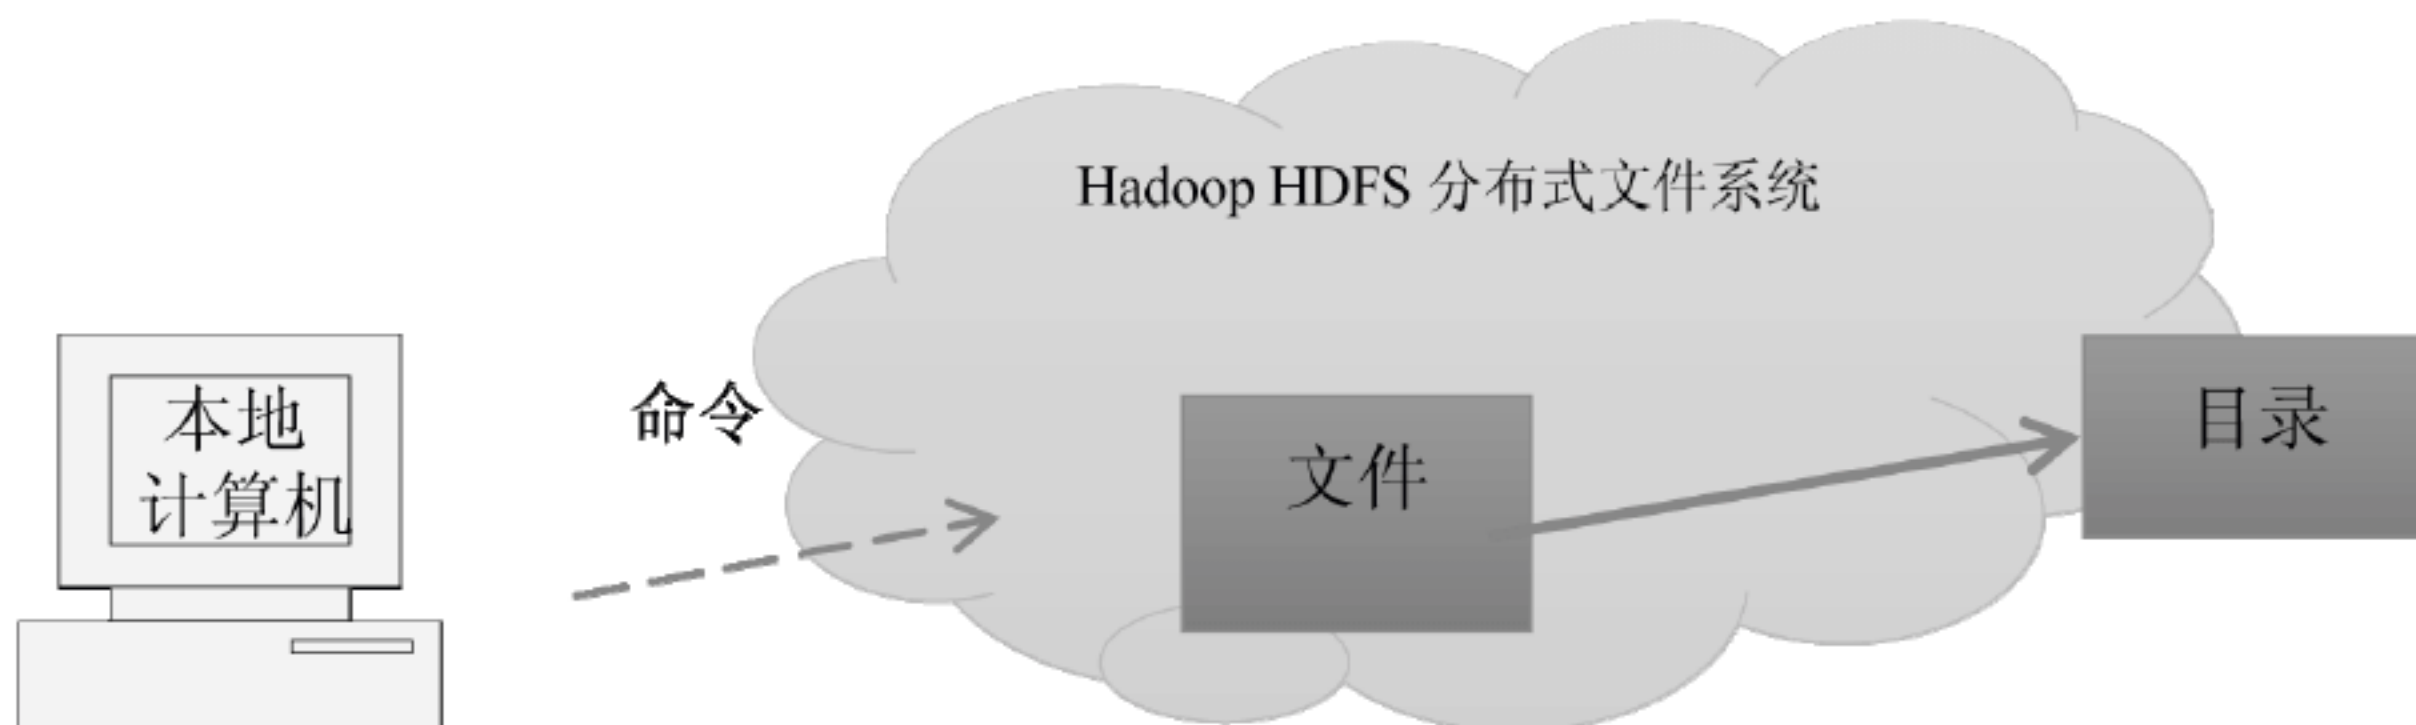 Hadoop HDFS 分布式文件系统
本地
计算机
命令
文件
目录